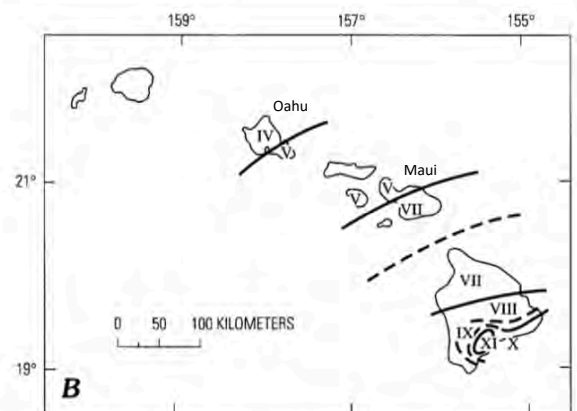 159° 157° 155°
Oahu
IV
V
Maui
21°
V
V
VII
VII
VIII
0 50 100 KILOMETERS
IX
XI X
19°
B